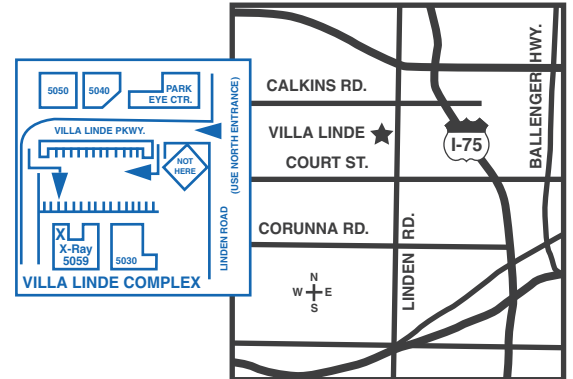 5050
5040
PARK
EYE CTR.
VILLA LINDE PKWY.
NOT
HERE
(USE NORTH ENTRANCE)
LINDEN ROAD
X
X-Ray
5059
5030
VILLA LINDE COMPLEX
CALKINS RD.
VILLA LINDE
COURT ST.
I-75
BALLENGER HWY.
CORUNNA RD.
LINDEN RD.
N
W E
S